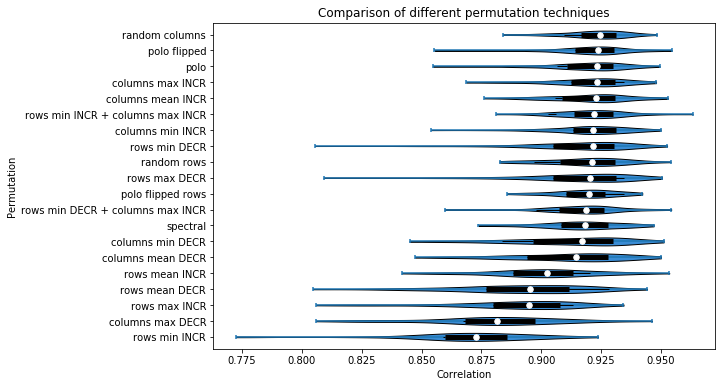 Comparison of different permutation techniques
random columns
polo flipped
polo
columns max INCR
columns mean INCR
rows min INCR + columns max INCR
columns min INCR
rows min DECR
random rows
rows max DECR
polo flipped rows
rows min DECR + columns max INCR
spectral
columns min DECR
columns mean DECR
rows mean INCR
rows mean DECR
rows max INCR
columns max DECR
rows min INCR
Permutation
0.775 0.800 0.825 0.850 0.875 0.900 0.925 0.950
Correlation